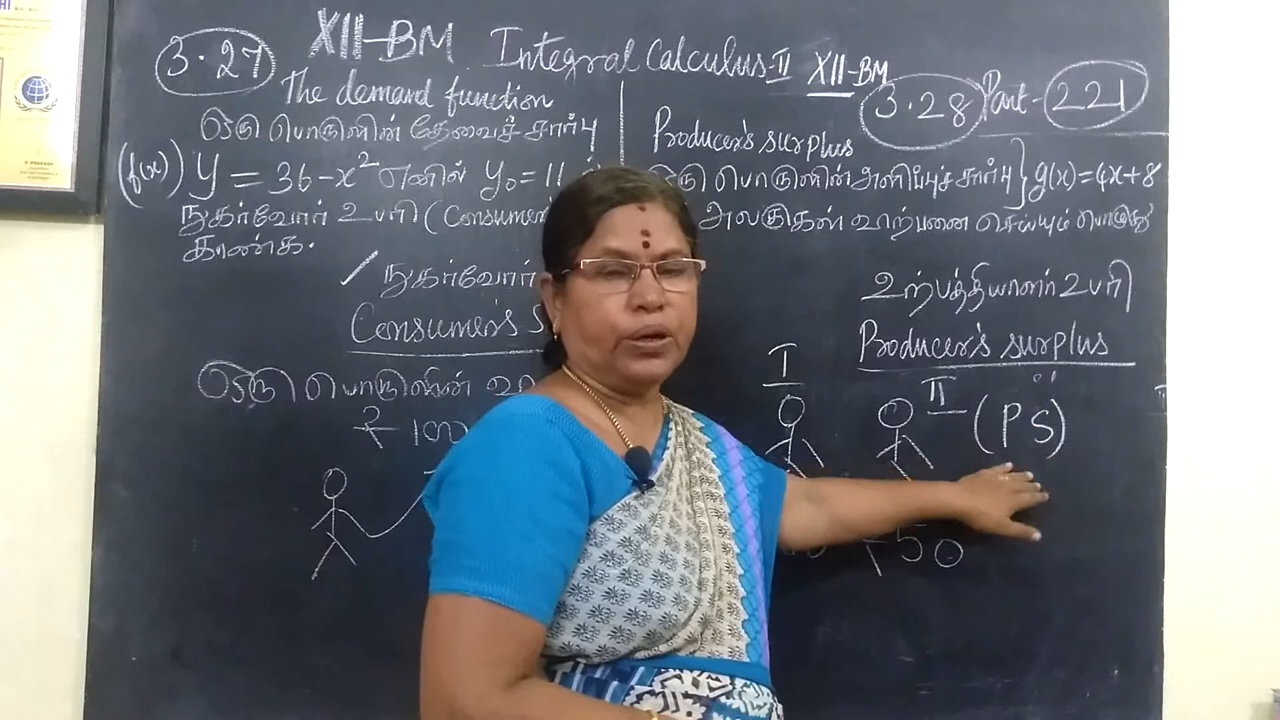 XII-BM Integral Calculus-II XII-BM
3.27
The demand function
ஒரு பொருளின் தேவைச் சார்பு
(f(x)) y = 36-x² எனில் y₀ = 11
நுகர்வோர் உபரி (Consumer
காண்க.
நுகர்வோர்
Consumer's S
ஒரு பொருளின்
₹ 100
3.28 Part-221
Producer's surplus
ஒரு பொருளின் அளிப்புச் சார்பு } g(x)=4x+8
அலகுகள் உற்பனை செய்யும் பொழுது
உற்பத்தியாளர் உபரி
Producer's surplus
I
II (PS)
₹50